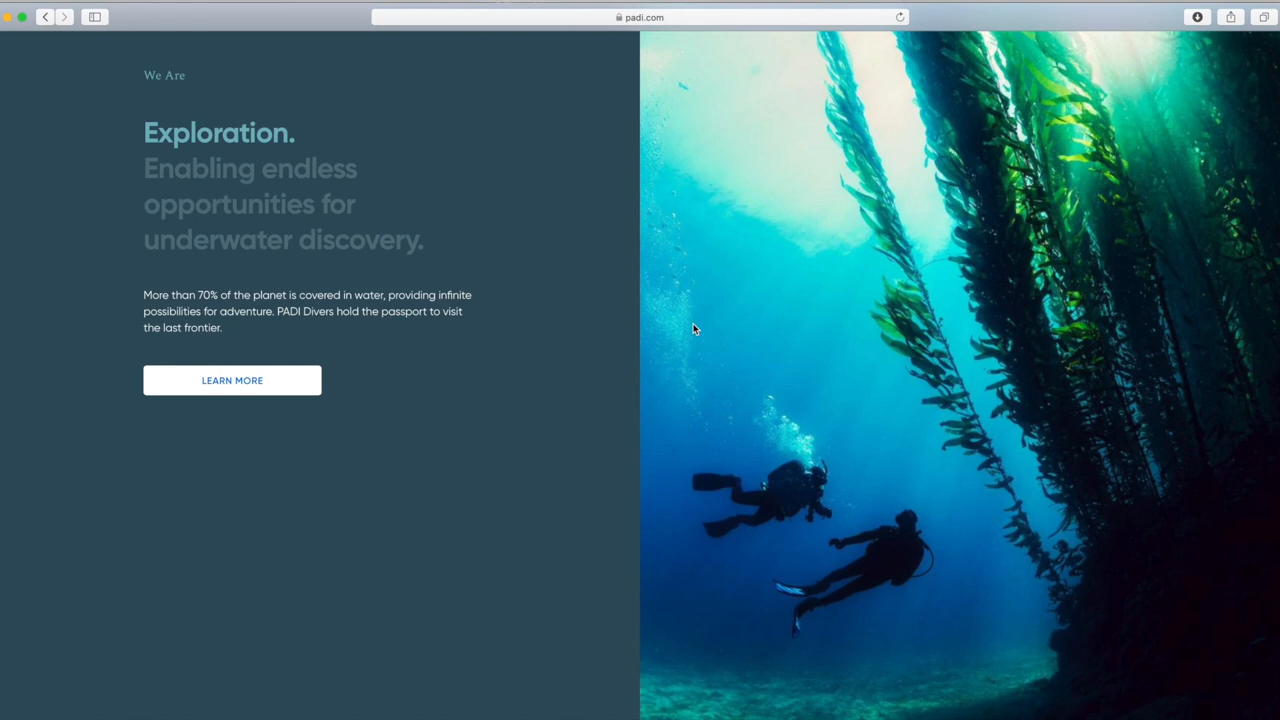 padi.com
We Are
Exploration.
Enabling endless
opportunities for
underwater discovery.
More than 70% of the planet is covered in water, providing infinite
possibilities for adventure. PADI Divers hold the passport to visit
the last frontier.
LEARN MORE